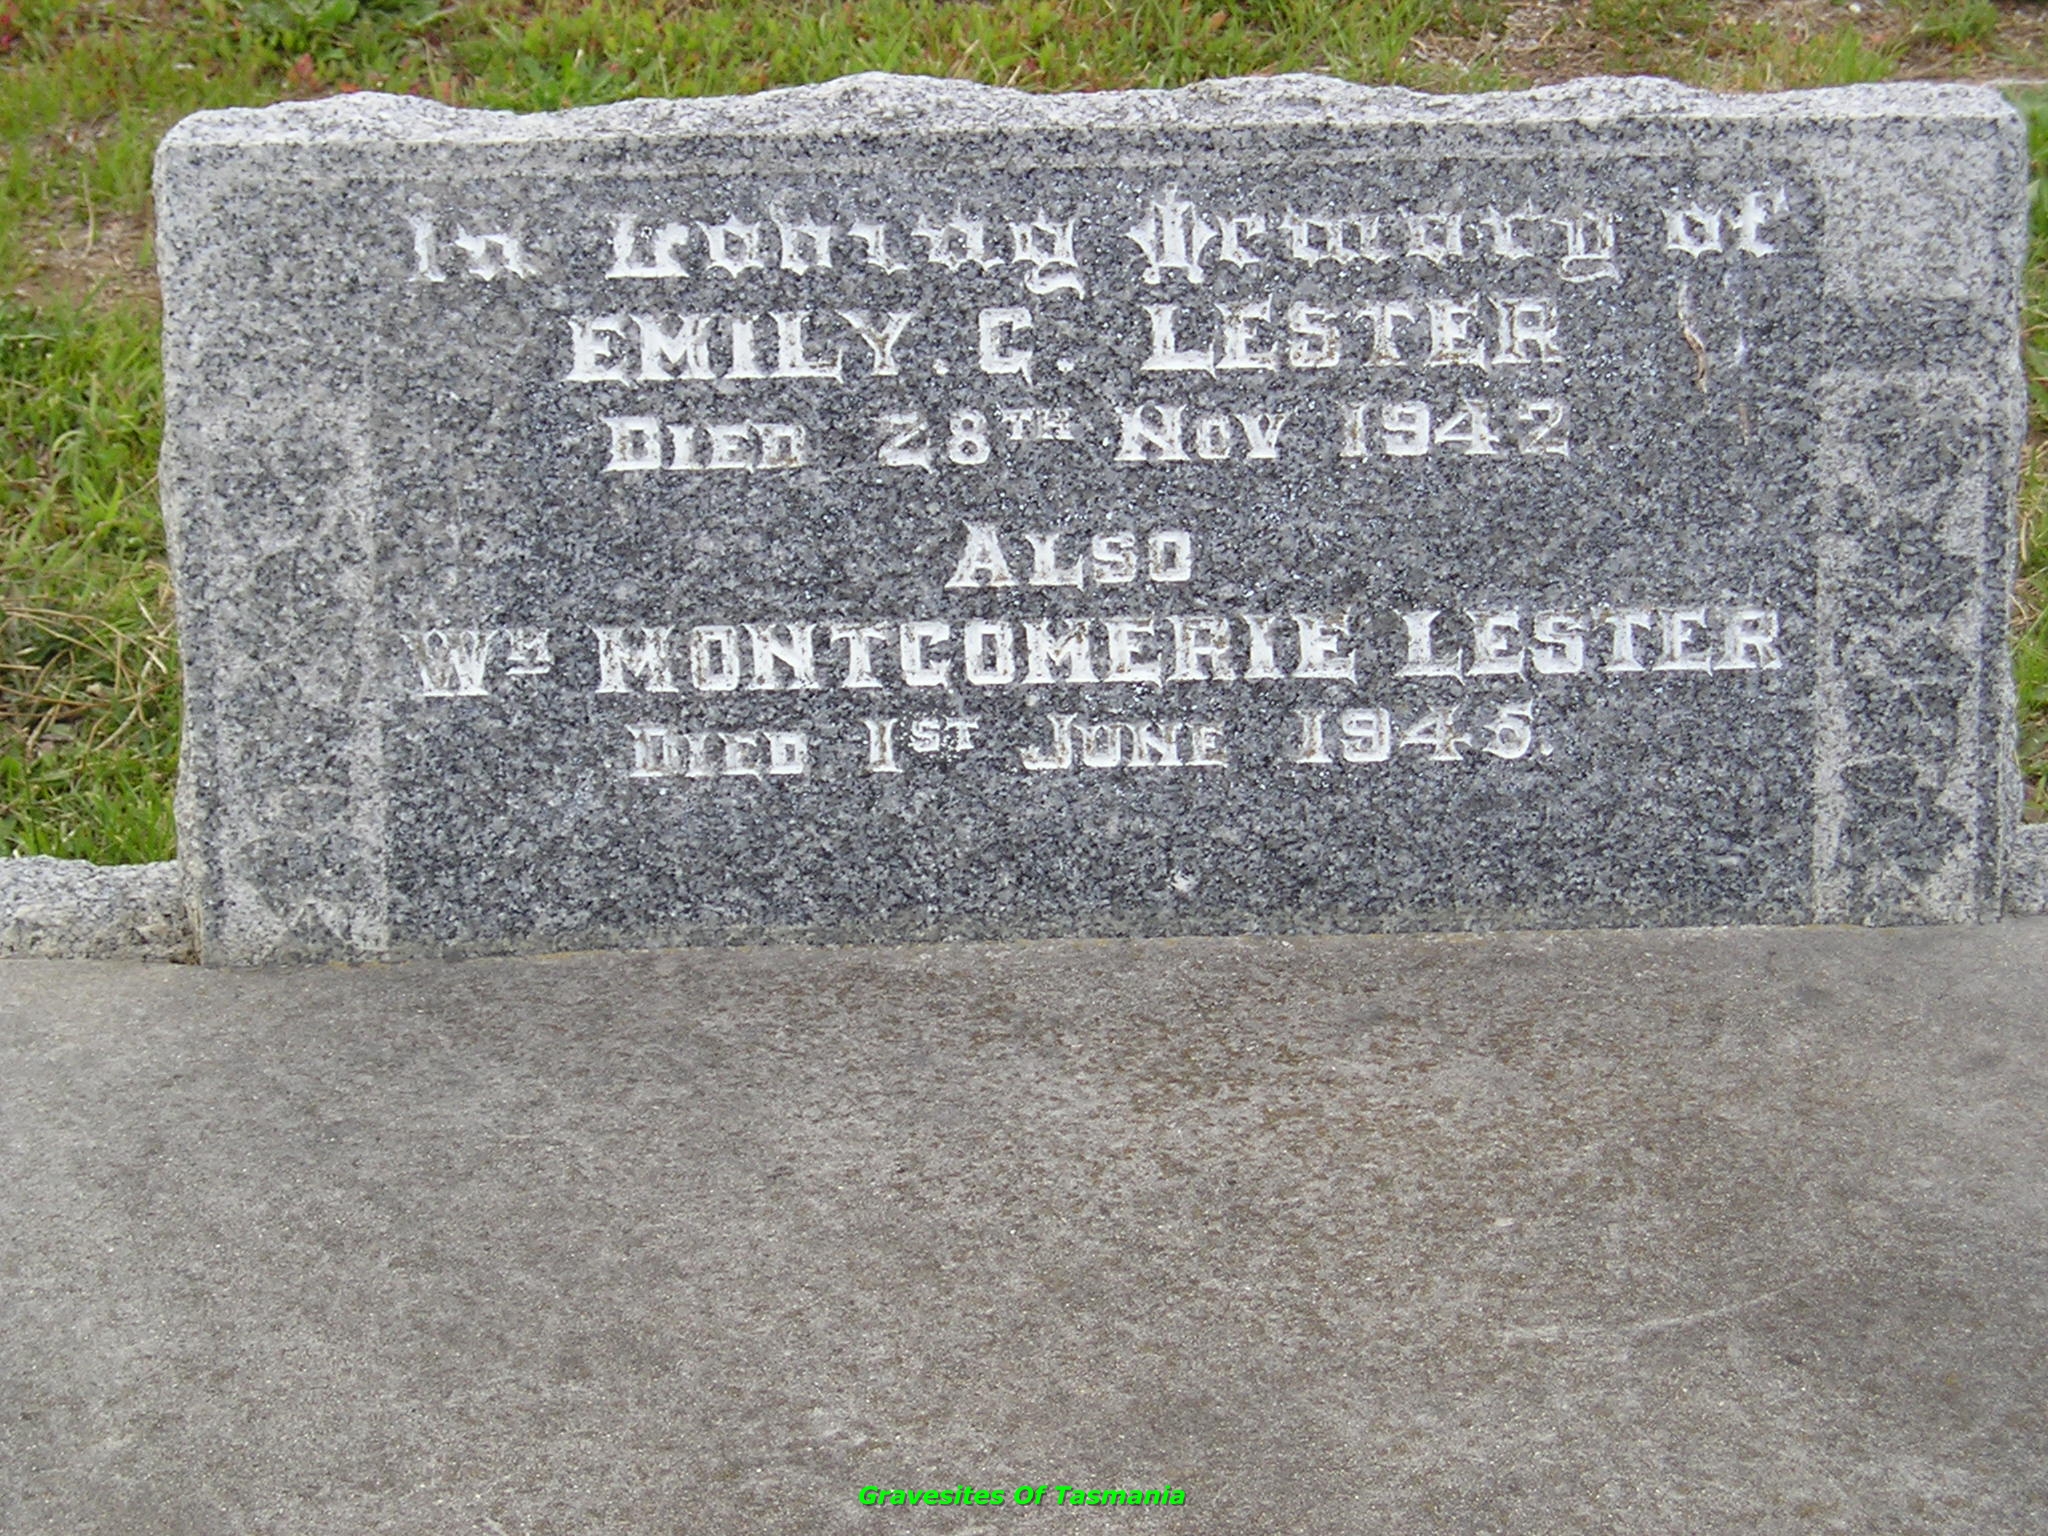 In Loving Memory of
EMILY. C. LESTER
DIED 28TH NOV 1942
ALSO
WM MONTGOMERIE LESTER
DIED 1ST JUNE 1945.
Gravesites Of Tasmania